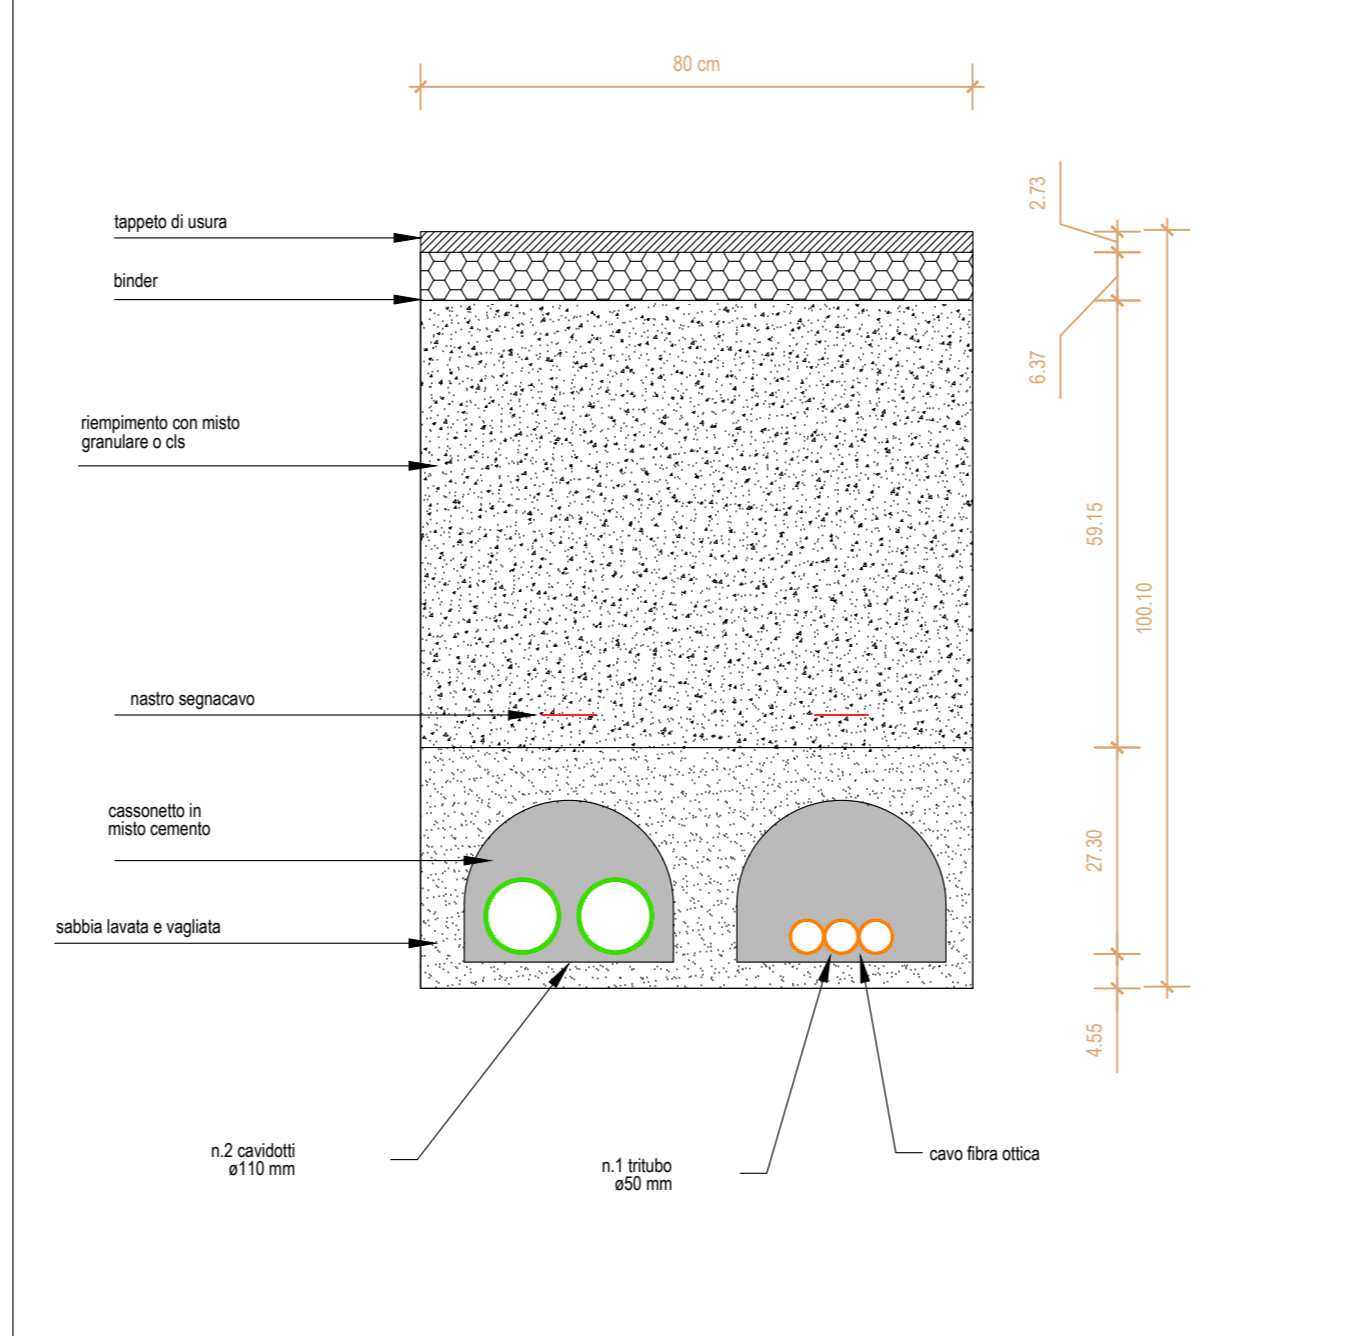 80 cm
tappeto di usura
2.73
binder
6.37
riempimento con misto
granulare o cls
59.15
100.10
nastro segnacavo
cassonetto in
misto cemento
27.30
sabbia lavata e vagliata
4.55
n.2 cavidotti
ø110 mm
n.1 tritubo
ø50 mm
cavo fibra ottica